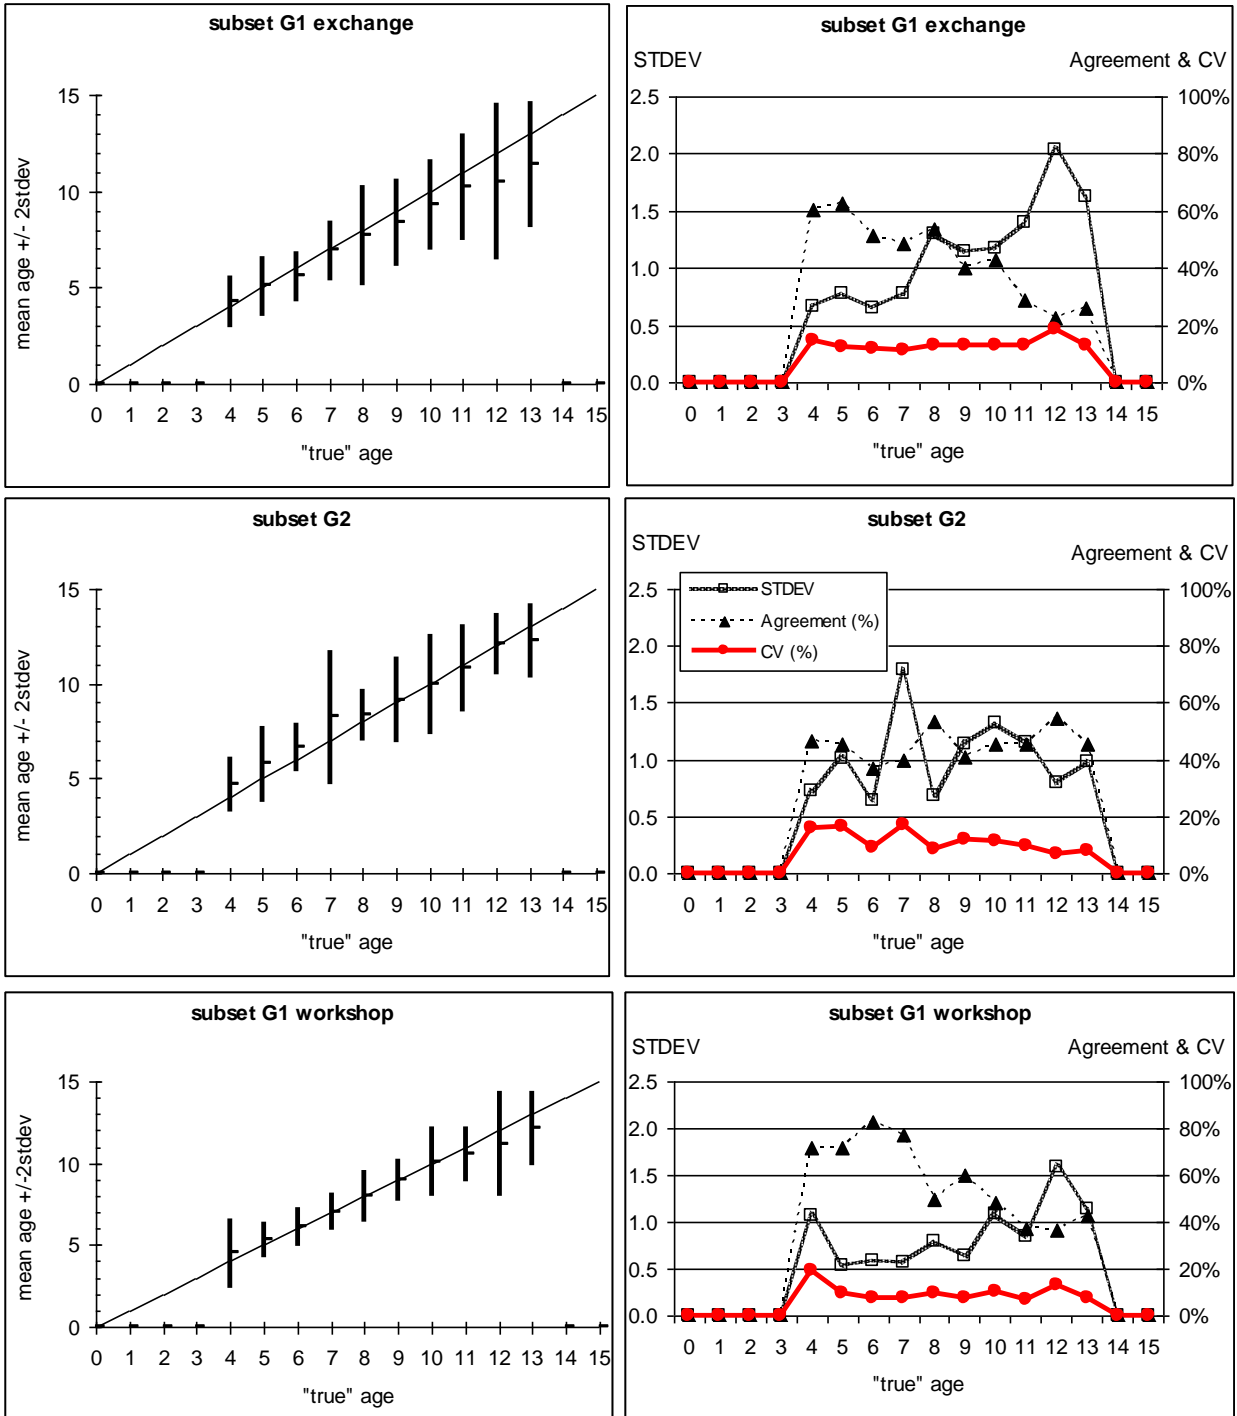 subset G1 exchange
15
10
5
0
mean age +/- 2stdev
0 1 2 3 4 5 6 7 8 9 10 11 12 13 14 15
"true" age
subset G1 exchange
STDEV Agreement & CV
2.5 100%
2.0 80%
1.5 60%
1.0 40%
0.5 20%
0.0 0%
0 1 2 3 4 5 6 7 8 9 10 11 12 13 14 15
"true" age
subset G2
15
10
5
0
mean age +/- 2stdev
0 1 2 3 4 5 6 7 8 9 10 11 12 13 14 15
"true" age
subset G2
STDEV Agreement & CV
STDEV
Agreement (%)
CV (%)
2.5 100%
2.0 80%
1.5 60%
1.0 40%
0.5 20%
0.0 0%
0 1 2 3 4 5 6 7 8 9 10 11 12 13 14 15
"true" age
subset G1 workshop
15
10
5
0
mean age +/-2stdev
0 1 2 3 4 5 6 7 8 9 10 11 12 13 14 15
"true" age
subset G1 workshop
STDEV Agreement & CV
2.5 100%
2.0 80%
1.5 60%
1.0 40%
0.5 20%
0.0 0%
0 1 2 3 4 5 6 7 8 9 10 11 12 13 14 15
"true" age